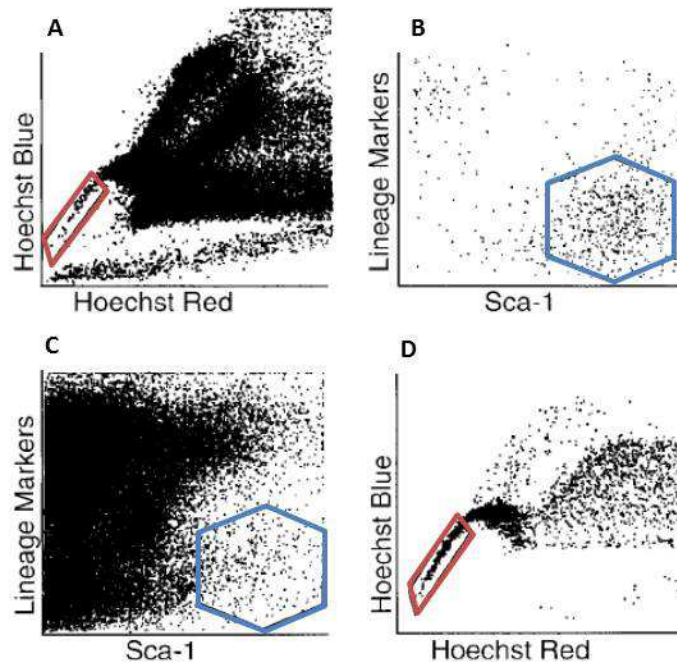 A
Hoechst Blue
Hoechst Red
B
Lineage Markers
Sca-1
C
Lineage Markers
Sca-1
D
Hoechst Blue
Hoechst Red